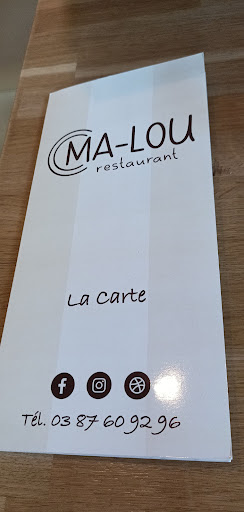 MA-LOU
restaurant
La Carte
Tél. 03 87 60 92 96